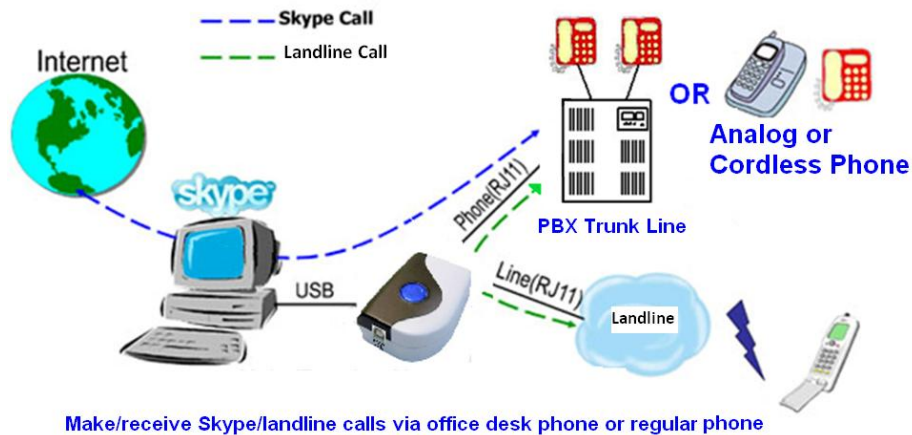 Skype Call
Landline Call
Internet
OR
Analog or
Cordless Phone
skype
Phone(RJ11)
PBX Trunk Line
USB
Line(RJ11)
Landline
Make/receive Skype/landline calls via office desk phone or regular phone